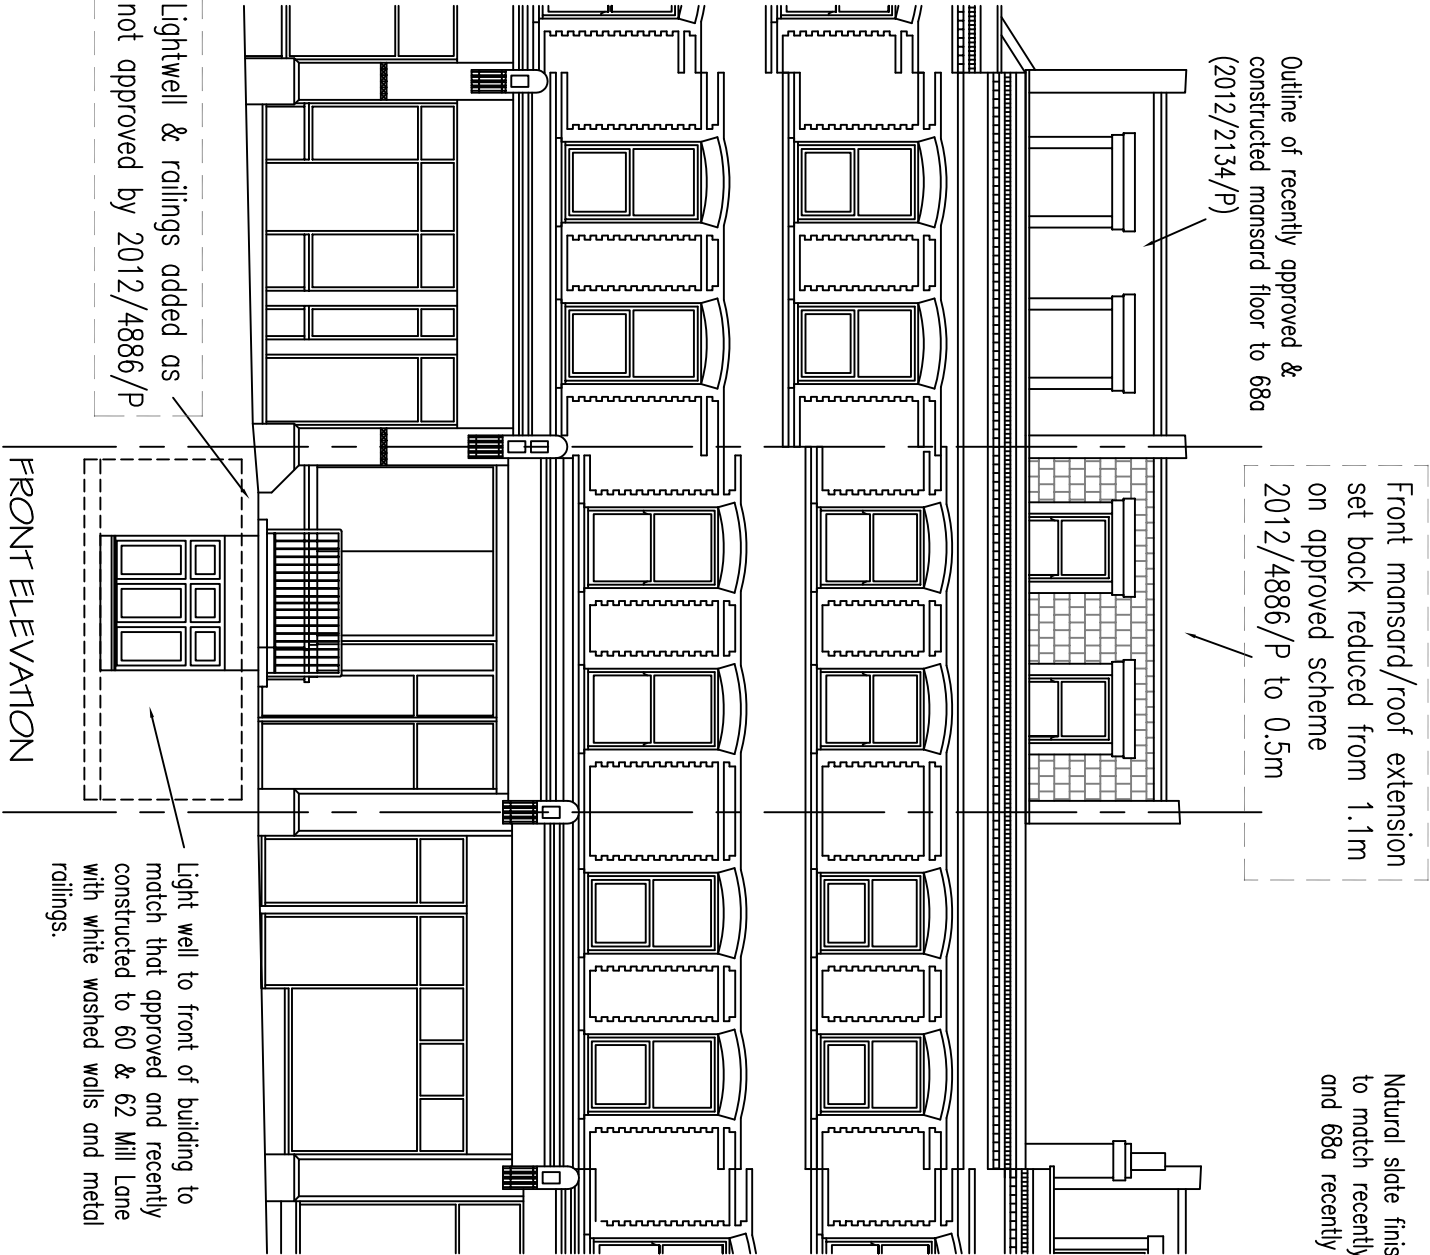 Outline of recently approved &
constructed mansard floor to 68a
(2012/2134/P)
Front mansard/roof extension
set back reduced from 1.1m
on approved scheme
2012/4886/P to 0.5m
Natural slate finis
to match recently
and 68a recently
Lightwell & railings added as
not approved by 2012/4886/P
FRONT ELEVATION
Light well to front of building to
match that approved and recently
constructed to 60 & 62 Mill Lane
with white washed walls and metal
railings.